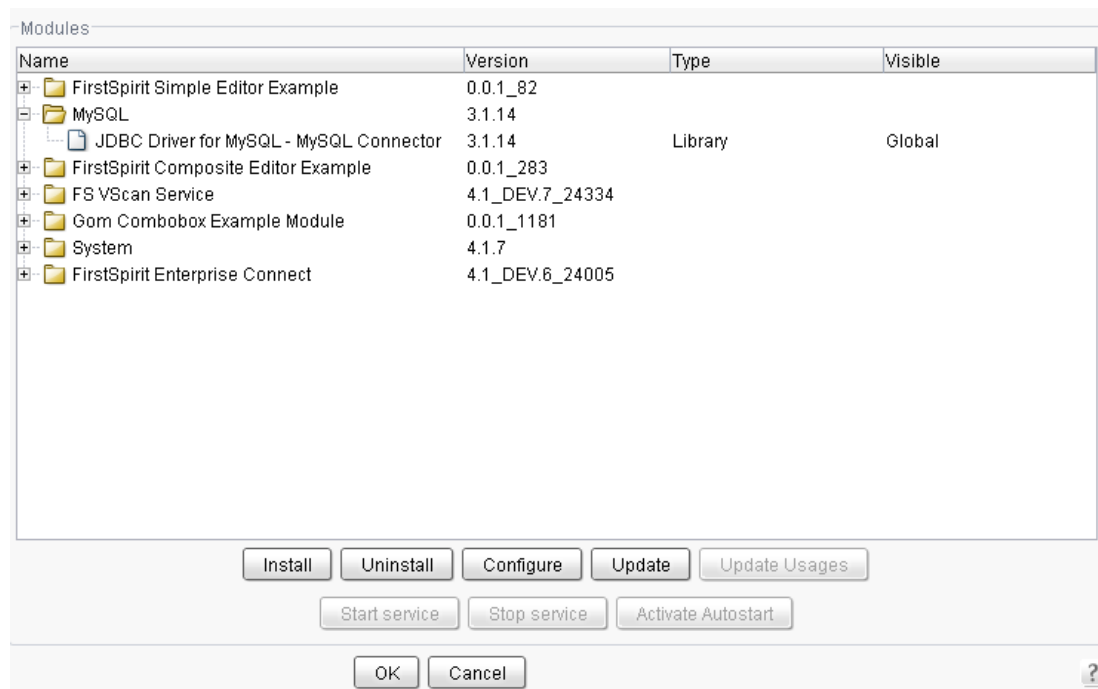 Modules
Name Version Type Visible
FirstSpirit Simple Editor Example 0.0.1_82
MySQL 3.1.14
JDBC Driver for MySQL - MySQL Connector 3.1.14 Library Global
FirstSpirit Composite Editor Example 0.0.1_283
FS VScan Service 4.1_DEV.7_24334
Gom Combobox Example Module 0.0.1_1181
System 4.1.7
FirstSpirit Enterprise Connect 4.1_DEV.6_24005
Install Uninstall Configure Update Update Usages
Start service Stop service Activate Autostart
OK Cancel ?